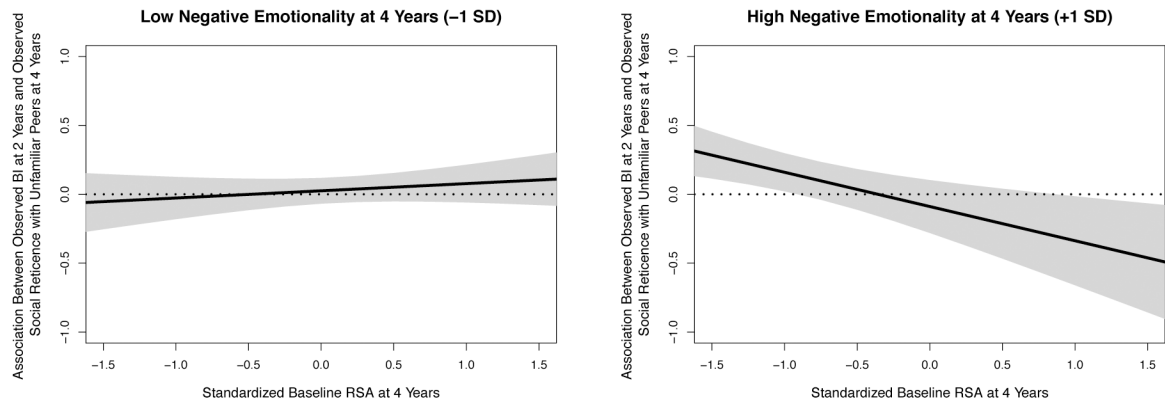 Low Negative Emotionality at 4 Years (−1 SD)
Association Between Observed BI at 2 Years and Observed
Social Reticence with Unfamiliar Peers at 4 Years
1.0
0.5
0.0
−0.5
−1.0
−1.5 −1.0 −0.5 0.0 0.5 1.0 1.5
Standardized Baseline RSA at 4 Years
High Negative Emotionality at 4 Years (+1 SD)
Association Between Observed BI at 2 Years and Observed
Social Reticence with Unfamiliar Peers at 4 Years
1.0
0.5
0.0
−0.5
−1.0
−1.5 −1.0 −0.5 0.0 0.5 1.0 1.5
Standardized Baseline RSA at 4 Years